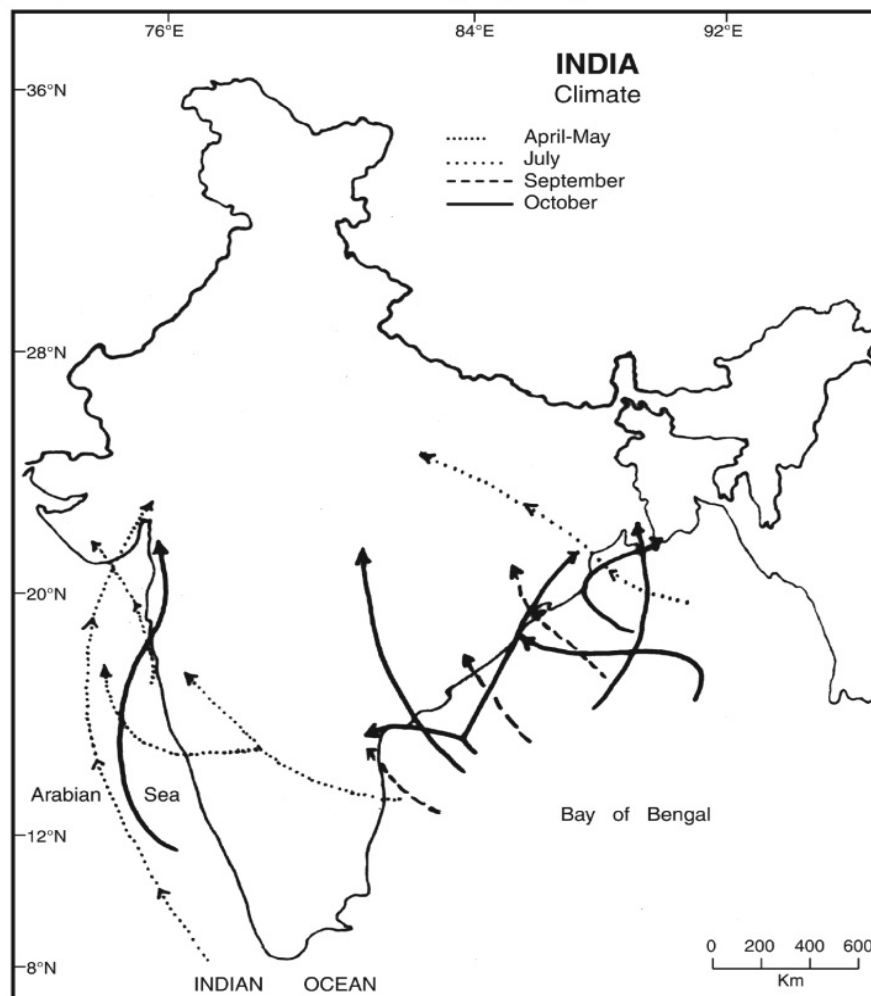 76°E 84°E 92°E
INDIA
Climate
36°N
April-May
July
September
October
28°N
20°N
Arabian Sea
Bay of Bengal
12°N
0 200 400 600
Km
8°N
INDIAN OCEAN